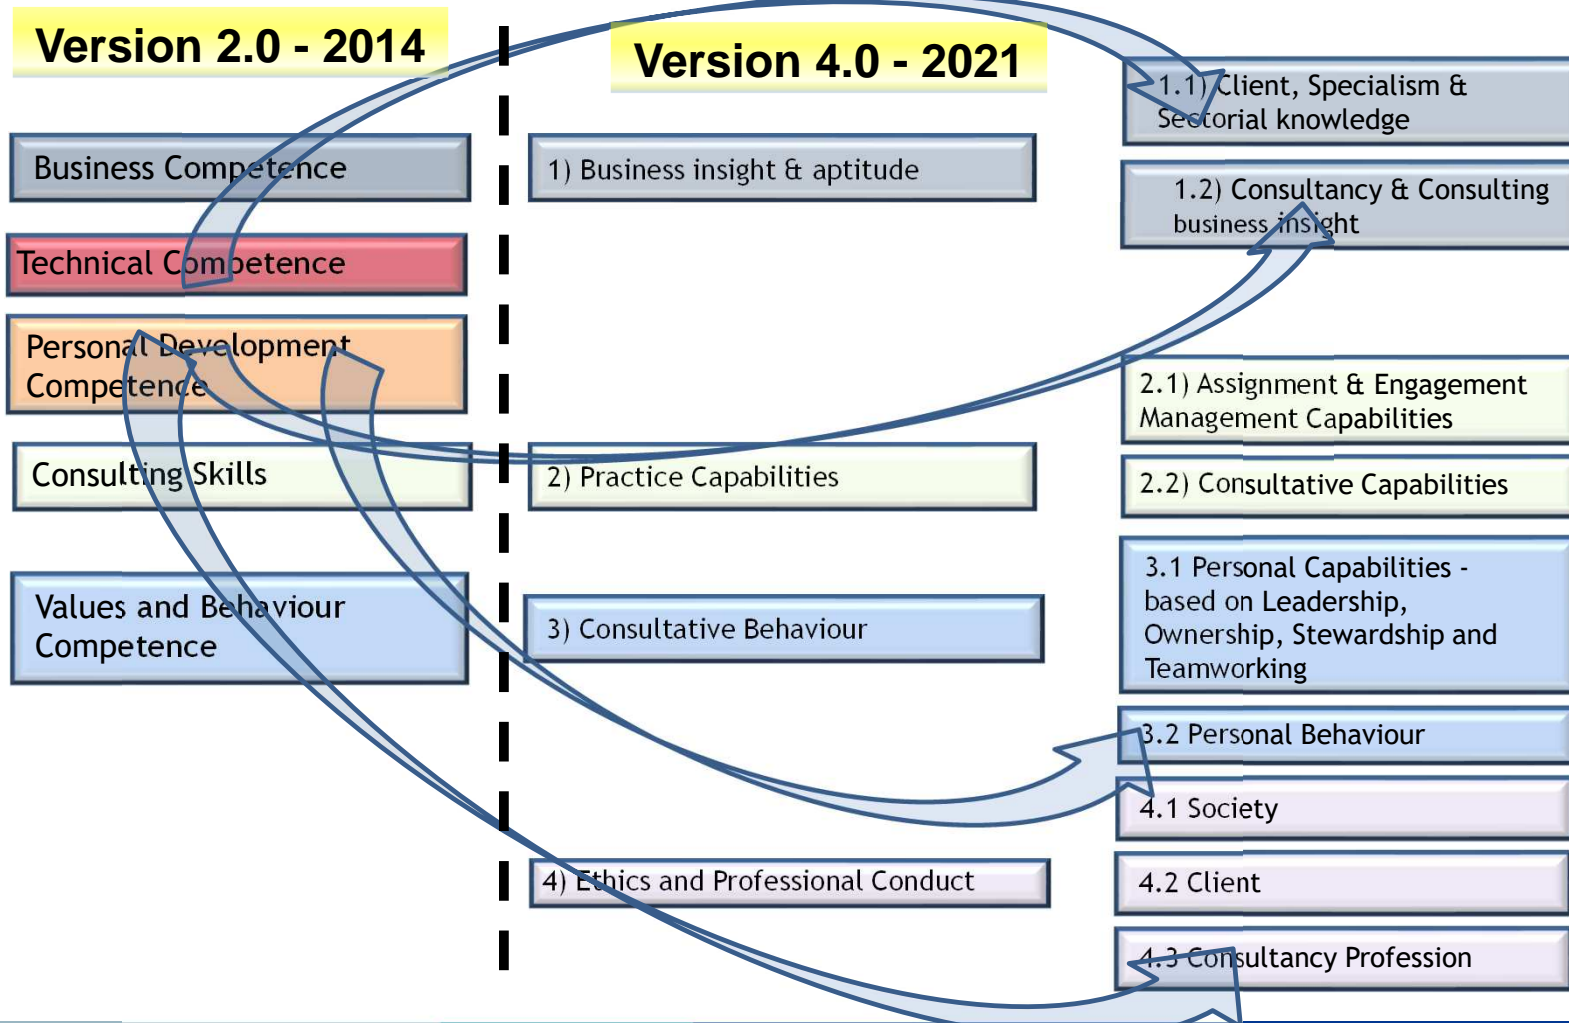 Version 2.0 - 2014
Version 4.0 - 2021
Business Competence
Technical Competence
Personal Development
Competence
Consulting Skills
Values and Behaviour
Competence
1) Business insight & aptitude
2) Practice Capabilities
3) Consultative Behaviour
4) Ethics and Professional Conduct
1.1) Client, Specialism &
Sectorial knowledge
1.2) Consultancy & Consulting
business insight
2.1) Assignment & Engagement
Management Capabilities
2.2) Consultative Capabilities
3.1 Personal Capabilities -
based on Leadership,
Ownership, Stewardship and
Teamworking
3.2 Personal Behaviour
4.1 Society
4.2 Client
4.3 Consultancy Profession